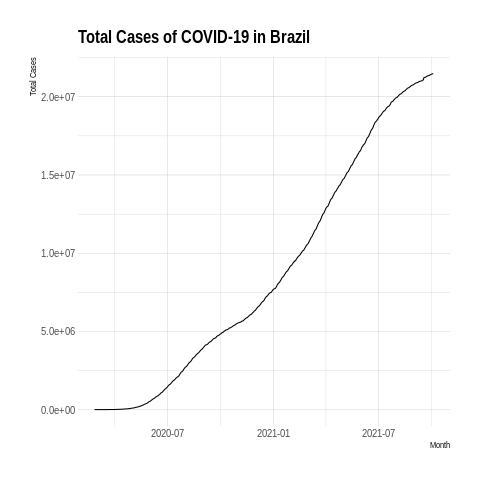 Total Cases of COVID-19 in Brazil
Total Cases
2.0e+07
1.5e+07
1.0e+07
5.0e+06
0.0e+00
2020-07 2021-01 2021-07
Month